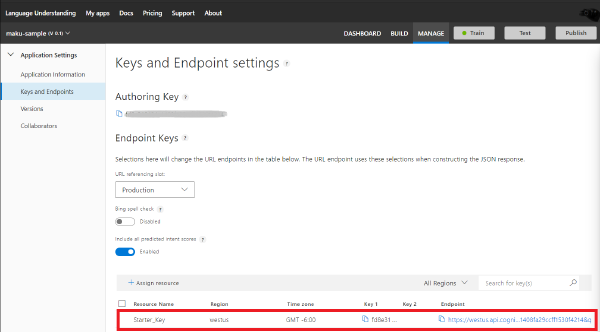 Language Understanding My apps Docs Pricing Support About
maku-sample (V 0.1) DASHBOARD BUILD MANAGE Train Test Publish
Application Settings
Application Information
Keys and Endpoints
Versions
Collaborators
Keys and Endpoint settings ?
Authoring Key ?
Endpoint Keys ?
Selections here will change the URL endpoints in the table below. The URL endpoint uses these selections when constructing the JSON response.
URL referencing slot:
Production
Bing spell check ?
Disabled
Include all predicted intent scores ?
Enabled
+ Assign resource All Regions Search for key(s)
Resource Name Region Time zone Key 1 Key 2 Endpoint
Starter_Key westus GMT -6:00 fd8e31 ... https://westus.api.cogni...1408fa29ccff1530f4214&q